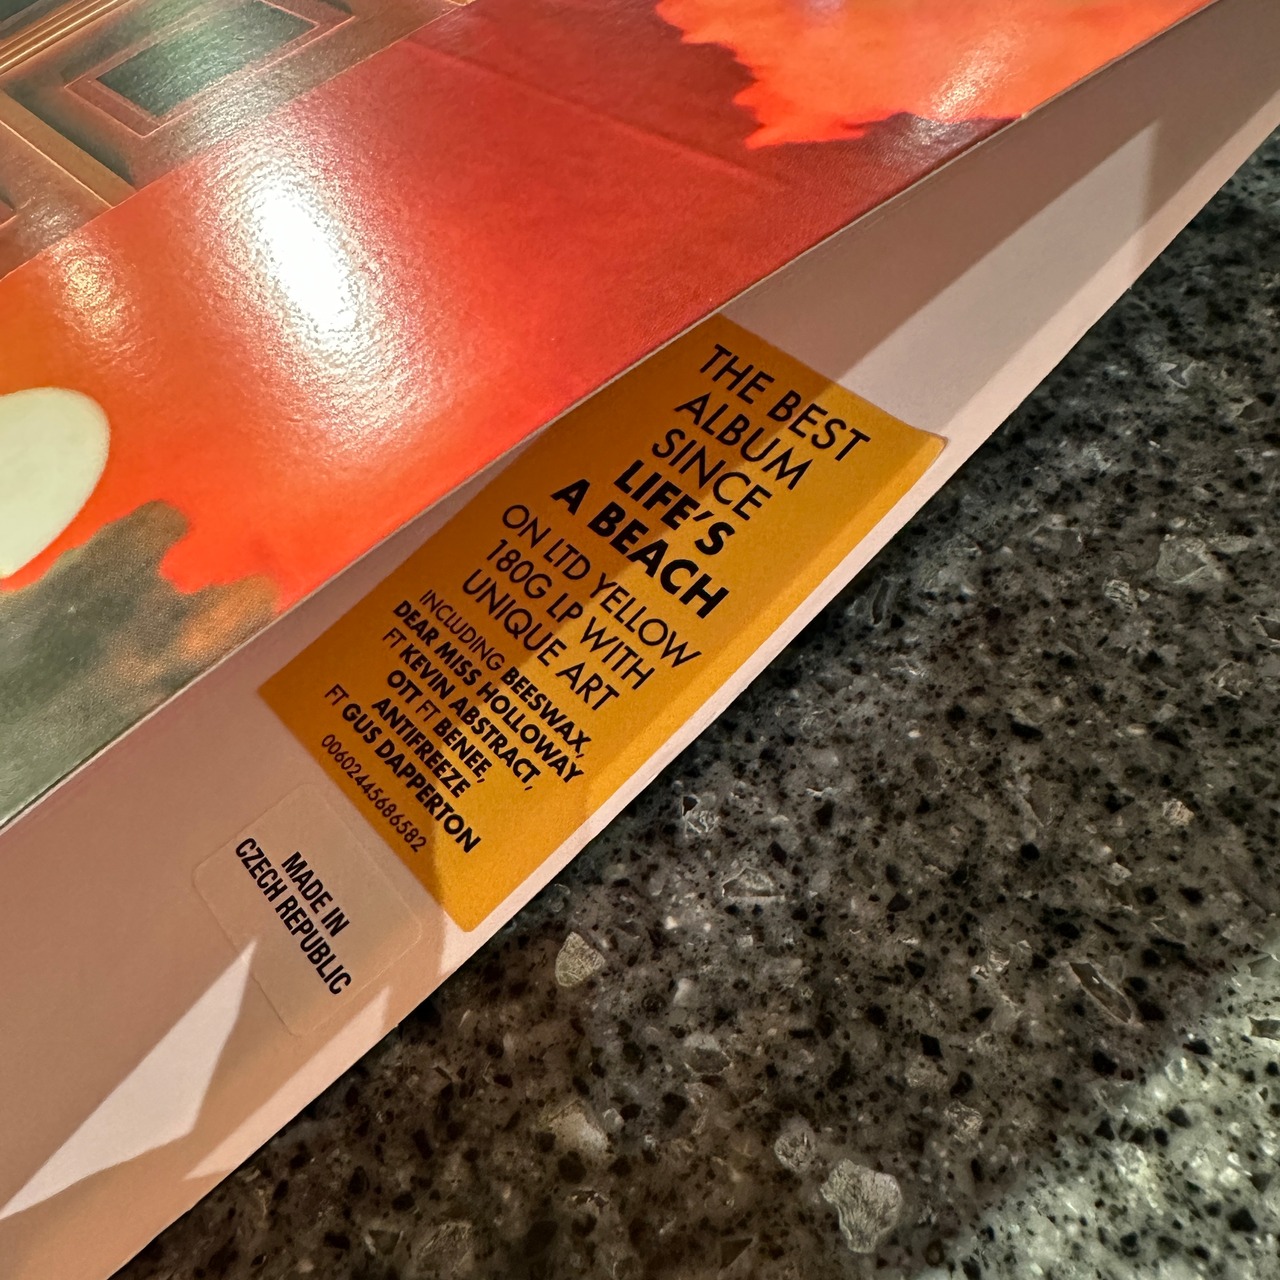 THE BEST
ALBUM
SINCE
LIFE'S
A BEACH
ON LTD YELLOW
180G LP WITH
UNIQUE ART
INCLUDING BEESWAX,
DEAR MISS HOLLOWAY
FT KEVIN ABSTRACT,
OTT FT BENEE,
ANTIFREEZE
FT GUS DAPPERTON
00602445686582
MADE IN
CZECH REPUBLIC